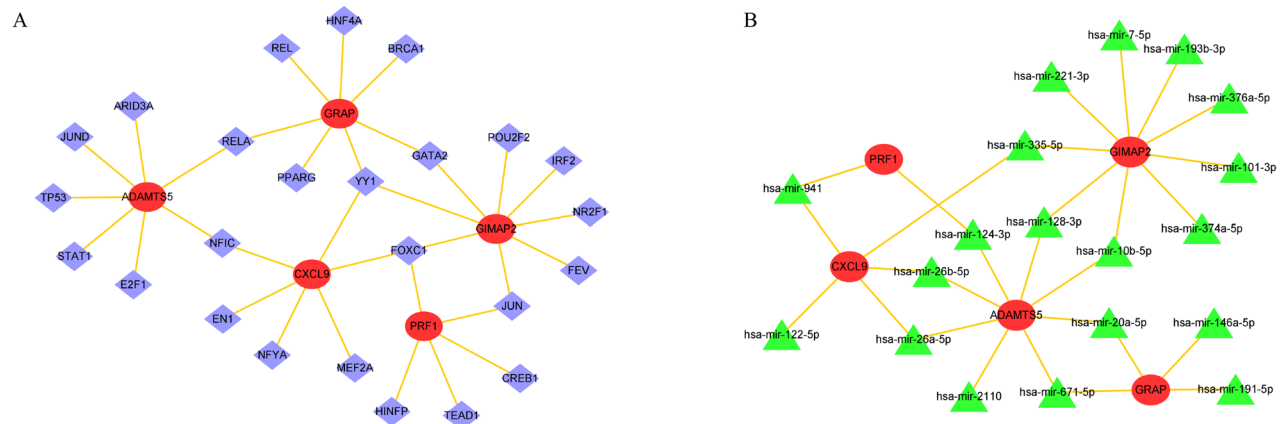 A
HNF4A
REL
BRCA1
ARID3A
GRAP
JUND
RELA
POU2F2
GATA2
IRF2
PPARG
YY1
TP53
ADAMTS5
NR2F1
GIMAP2
NFIC
FOXC1
STAT1
CXCL9
FEV
E2F1
JUN
EN1
PRF1
NFYA
MEF2A
CREB1
HINFP
TEAD1
B
hsa-mir-7-5p
hsa-mir-193b-3p
hsa-mir-221-3p
hsa-mir-376a-5p
hsa-mir-335-5p
GIMAP2
PRF1
hsa-mir-101-3p
hsa-mir-941
hsa-mir-128-3p
hsa-mir-374a-5p
hsa-mir-124-3p
hsa-mir-10b-5p
CXCL9
hsa-mir-26b-5p
ADAMTS5
hsa-mir-20a-5p
hsa-mir-146a-5p
hsa-mir-122-5p
hsa-mir-26a-5p
GRAP
hsa-mir-191-5p
hsa-mir-671-5p
hsa-mir-2110